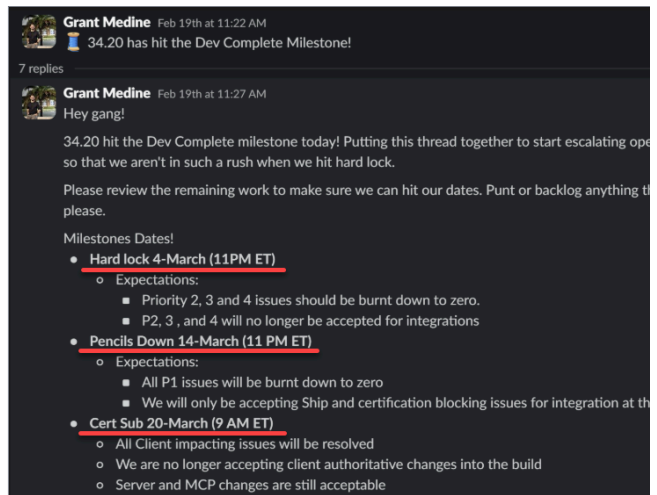 Grant Medine Feb 19th at 11:22 AM
34.20 has hit the Dev Complete Milestone!
7 replies
Grant Medine Feb 19th at 11:27 AM
Hey gang!
34.20 hit the Dev Complete milestone today! Putting this thread together to start escalating ope
so that we aren't in such a rush when we hit hard lock.
Please review the remaining work to make sure we can hit our dates. Punt or backlog anything th
please.
Milestones Dates!
Hard lock 4-March (11PM ET)
Expectations:
Priority 2, 3 and 4 issues should be burnt down to zero.
P2, 3 , and 4 will no longer be accepted for integrations
Pencils Down 14-March (11 PM ET)
Expectations:
All P1 issues will be burnt down to zero
We will only be accepting Ship and certification blocking issues for integration at th
Cert Sub 20-March (9 AM ET)
All Client impacting issues will be resolved
We are no longer accepting client authoritative changes into the build
Server and MCP changes are still acceptable